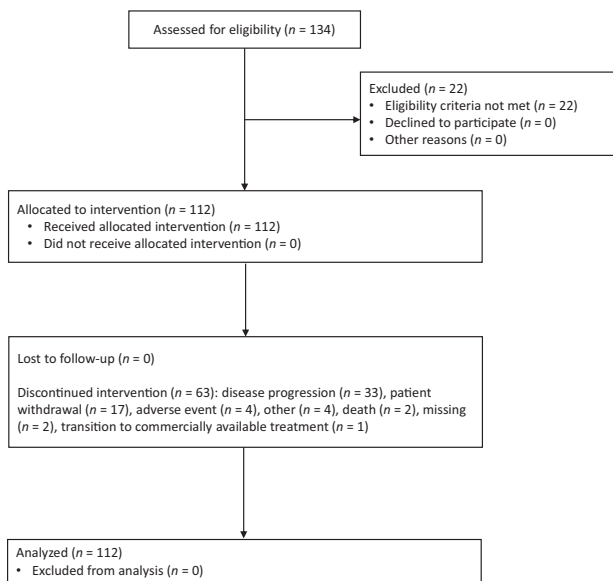 Assessed for eligibility (n = 134)
Excluded (n = 22)
• Eligibility criteria not met (n = 22)
• Declined to participate (n = 0)
• Other reasons (n = 0)
Allocated to intervention (n = 112)
• Received allocated intervention (n = 112)
• Did not receive allocated intervention (n = 0)
Lost to follow-up (n = 0)
Discontinued intervention (n = 63): disease progression (n = 33), patient
withdrawal (n = 17), adverse event (n = 4), other (n = 4), death (n = 2), missing
(n = 2), transition to commercially available treatment (n = 1)
Analyzed (n = 112)
• Excluded from analysis (n = 0)